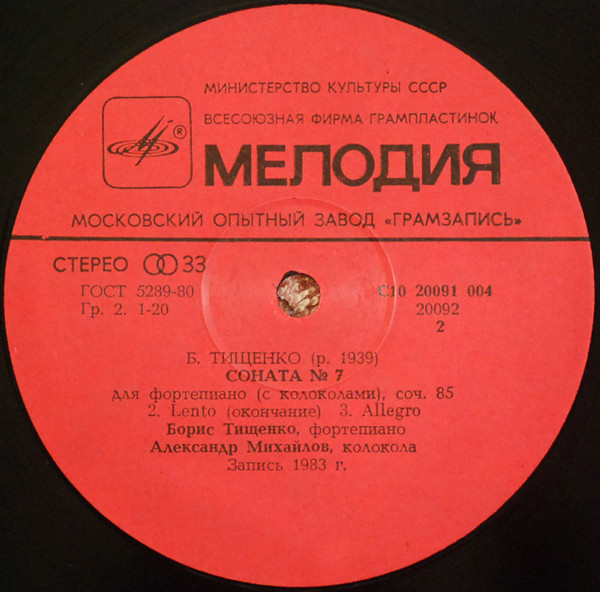 МИНИСТЕРСТВО КУЛЬТУРЫ СССР
ВСЕСОЮЗНАЯ ФИРМА ГРАМПЛАСТИНОК
®
МЕЛОДИЯ
МОСКОВСКИЙ ОПЫТНЫЙ ЗАВОД «ГРАМЗАПИСЬ»
СТЕРЕО 33
ГОСТ 5289-80 С10 20091 004
Гр. 2. 1-20 20092
2
Б. ТИЩЕНКО (р. 1939)
СОНАТА № 7
для фортепиано (с колоколами), соч. 85
2. Lento (окончание) 3. Allegro
Борис Тищенко, фортепиано
Александр Михайлов, колокола
Запись 1983 г.